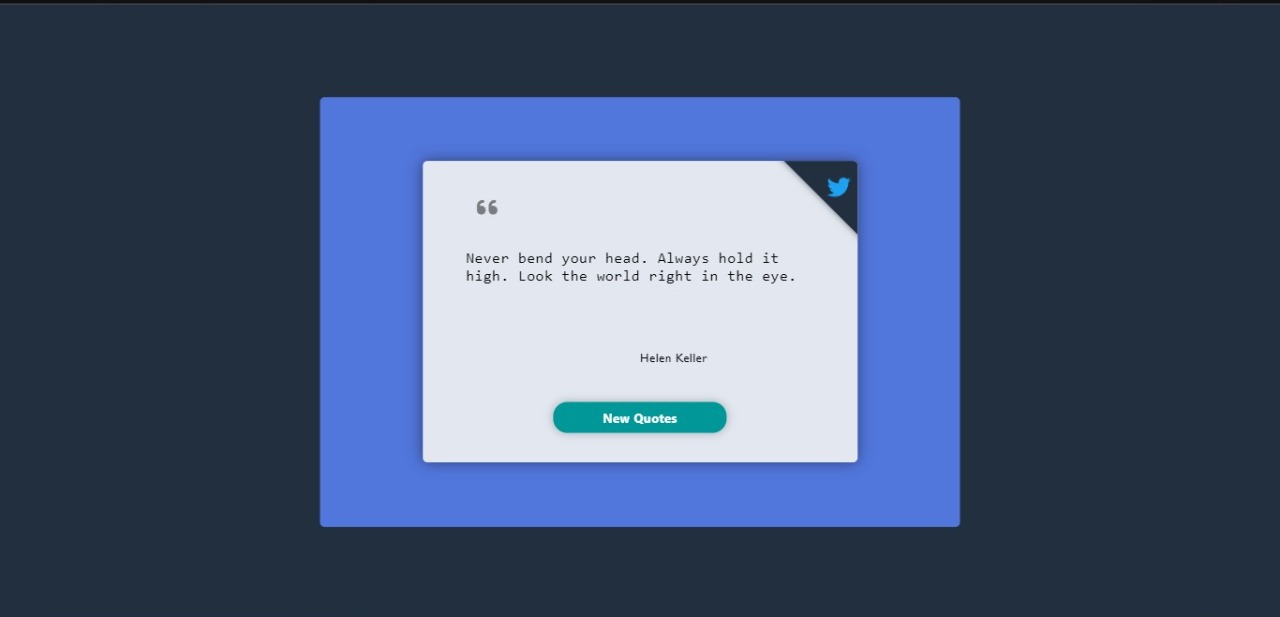 “
Never bend your head. Always hold it
high. Look the world right in the eye.
Helen Keller
New Quotes